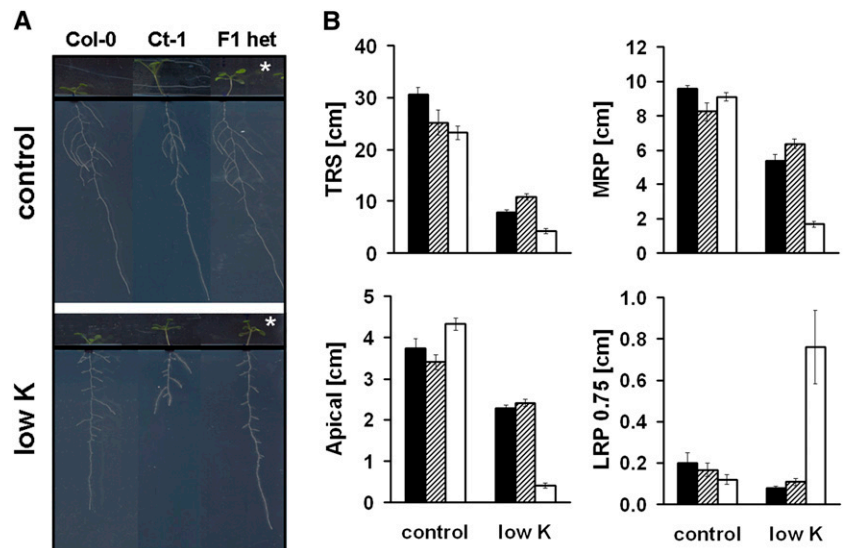 A
Col-0 Ct-1 F1 het
*
control
*
low K
B
TRS [cm]
40
30
20
10
0
MRP [cm]
12
10
8
6
4
2
0
Apical [cm]
5
4
3
2
1
0
control low K
LRP 0.75 [cm]
1.0
0.8
0.6
0.4
0.2
0.0
control low K